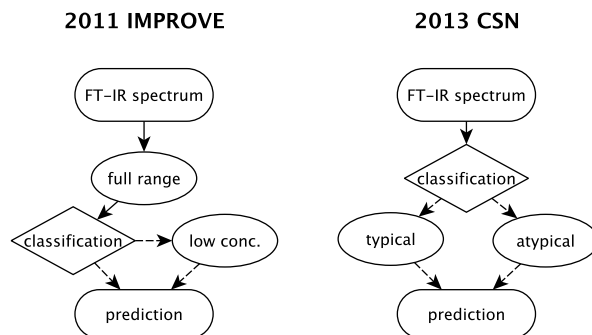 2011 IMPROVE
2013 CSN
FT-IR spectrum
FT-IR spectrum
full range
classification
classification
low conc.
typical
atypical
prediction
prediction